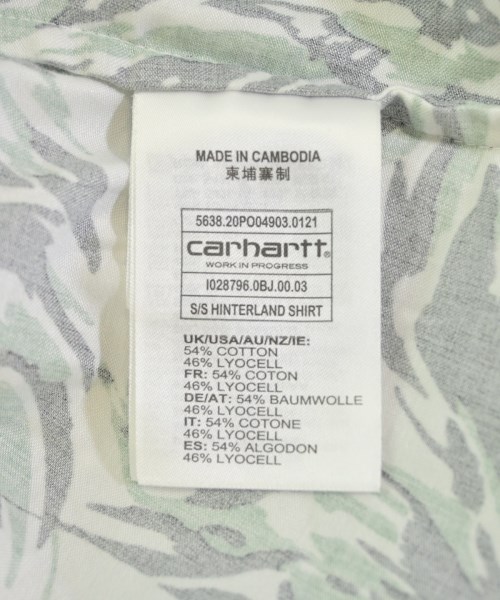 MADE IN CAMBODIA
柬埔寨制
5638.20PO04903.0121
carhartt
WORK IN PROGRESS
I028796.0BJ.00.03
S/S HINTERLAND SHIRT
UK/USA/AU/NZ/IE:
54% COTTON
46% LYOCELL
FR: 54% COTON
46% LYOCELL
DE/AT: 54% BAUMWOLLE
46% LYOCELL
IT: 54% COTONE
46% LYOCELL
ES: 54% ALGODON
46% LYOCELL